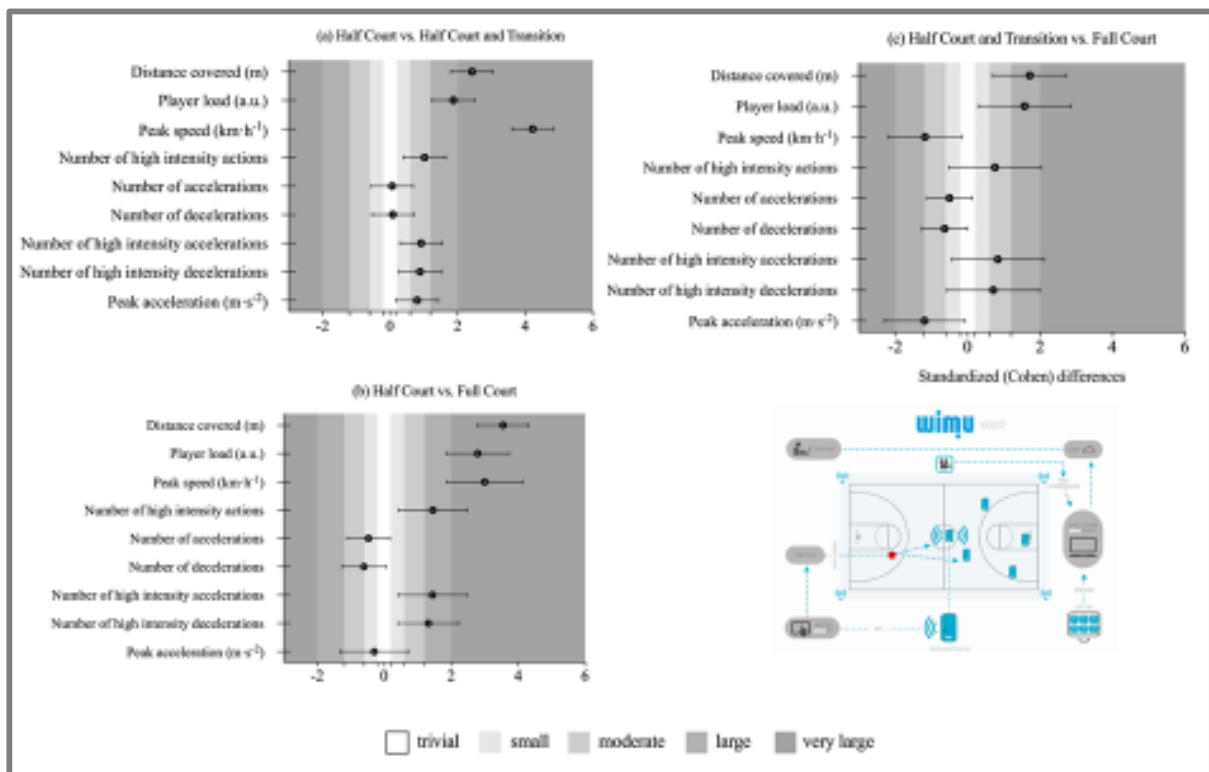 (a) Half Court vs. Half Court and Transition
Distance covered (m)
Player load (a.u.)
Peak speed (km·h⁻¹)
Number of high intensity actions
Number of accelerations
Number of decelerations
Number of high intensity accelerations
Number of high intensity decelerations
Peak acceleration (m·s⁻²)
-2 0 2 4 6
(c) Half Court and Transition vs. Full Court
Distance covered (m)
Player load (a.u.)
Peak speed (km·h⁻¹)
Number of high intensity actions
Number of accelerations
Number of decelerations
Number of high intensity accelerations
Number of high intensity decelerations
Peak acceleration (m·s⁻²)
-2 0 2 4 6
Standardized (Cohen) differences
(b) Half Court vs. Full Court
Distance covered (m)
Player load (a.u.)
Peak speed (km·h⁻¹)
Number of high intensity actions
Number of accelerations
Number of decelerations
Number of high intensity accelerations
Number of high intensity decelerations
Peak acceleration (m·s⁻²)
-2 0 2 4 6
wimu
trivial small moderate large very large